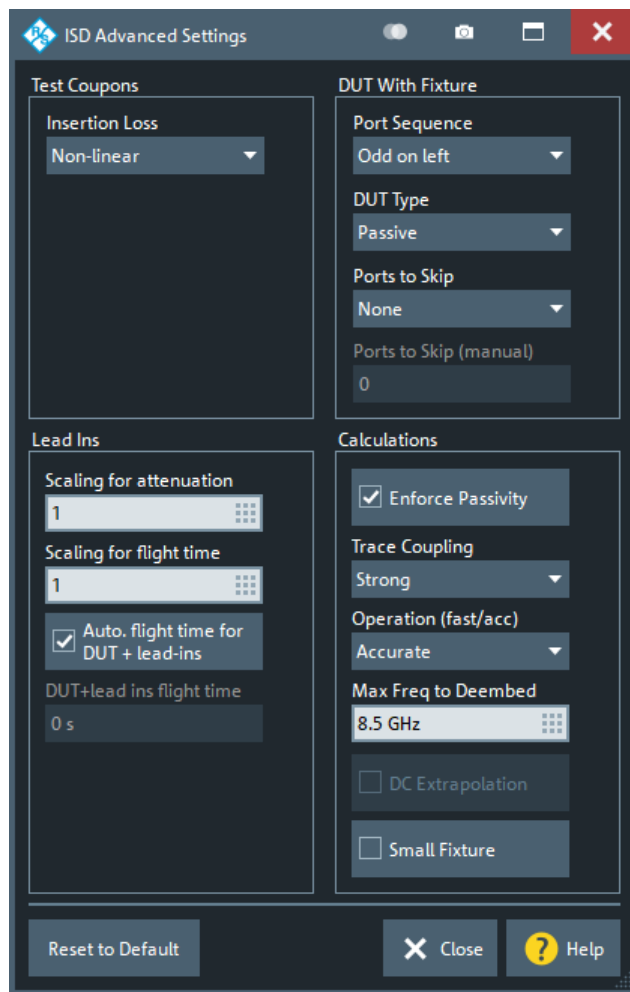 R&S ISD Advanced Settings
Test Coupons
Insertion Loss
Non-linear
DUT With Fixture
Port Sequence
Odd on left
DUT Type
Passive
Ports to Skip
None
Ports to Skip (manual)
0
Lead Ins
Scaling for attenuation
1
Scaling for flight time
1
Auto. flight time for
DUT + lead-ins
DUT+lead ins flight time
0 s
Calculations
Enforce Passivity
Trace Coupling
Strong
Operation (fast/acc)
Accurate
Max Freq to Deembed
8.5 GHz
DC Extrapolation
Small Fixture
Reset to Default
Close
? Help